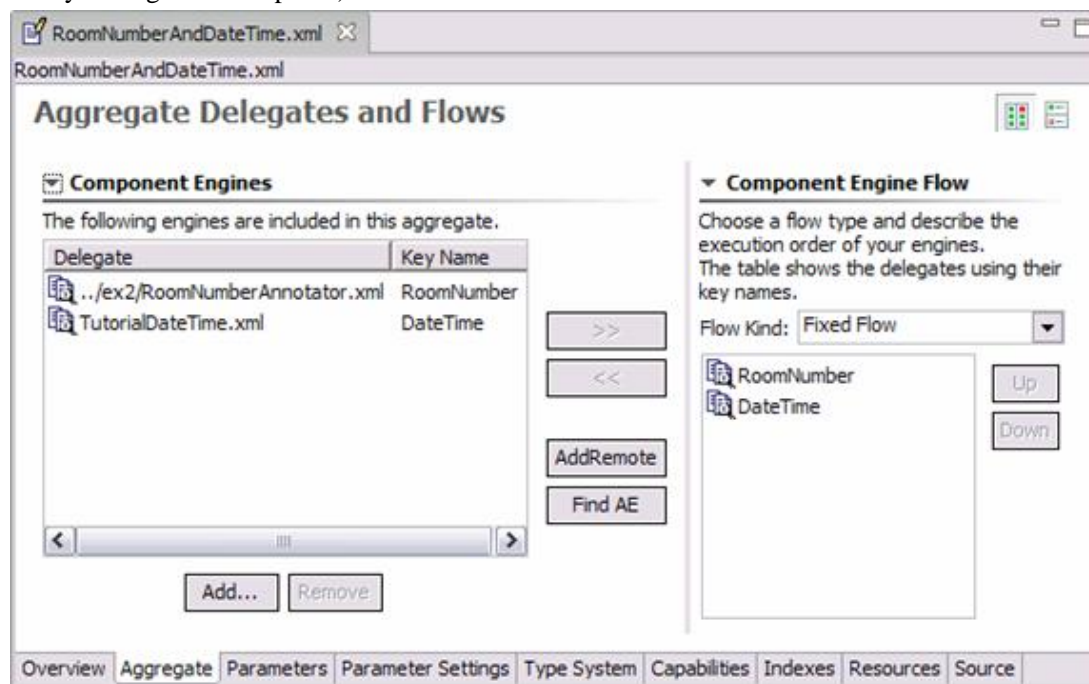 RoomNumberAndDateTime.xml
RoomNumberAndDateTime.xml
Aggregate Delegates and Flows
Component Engines
The following engines are included in this aggregate.
Delegate Key Name
../ex2/RoomNumberAnnotator.xml RoomNumber
TutorialDateTime.xml DateTime
>>
<<
AddRemote
Find AE
Add... Remove
Component Engine Flow
Choose a flow type and describe the
execution order of your engines.
The table shows the delegates using their
key names.
Flow Kind: Fixed Flow
RoomNumber
DateTime
Up
Down
Overview Aggregate Parameters Parameter Settings Type System Capabilities Indexes Resources Source